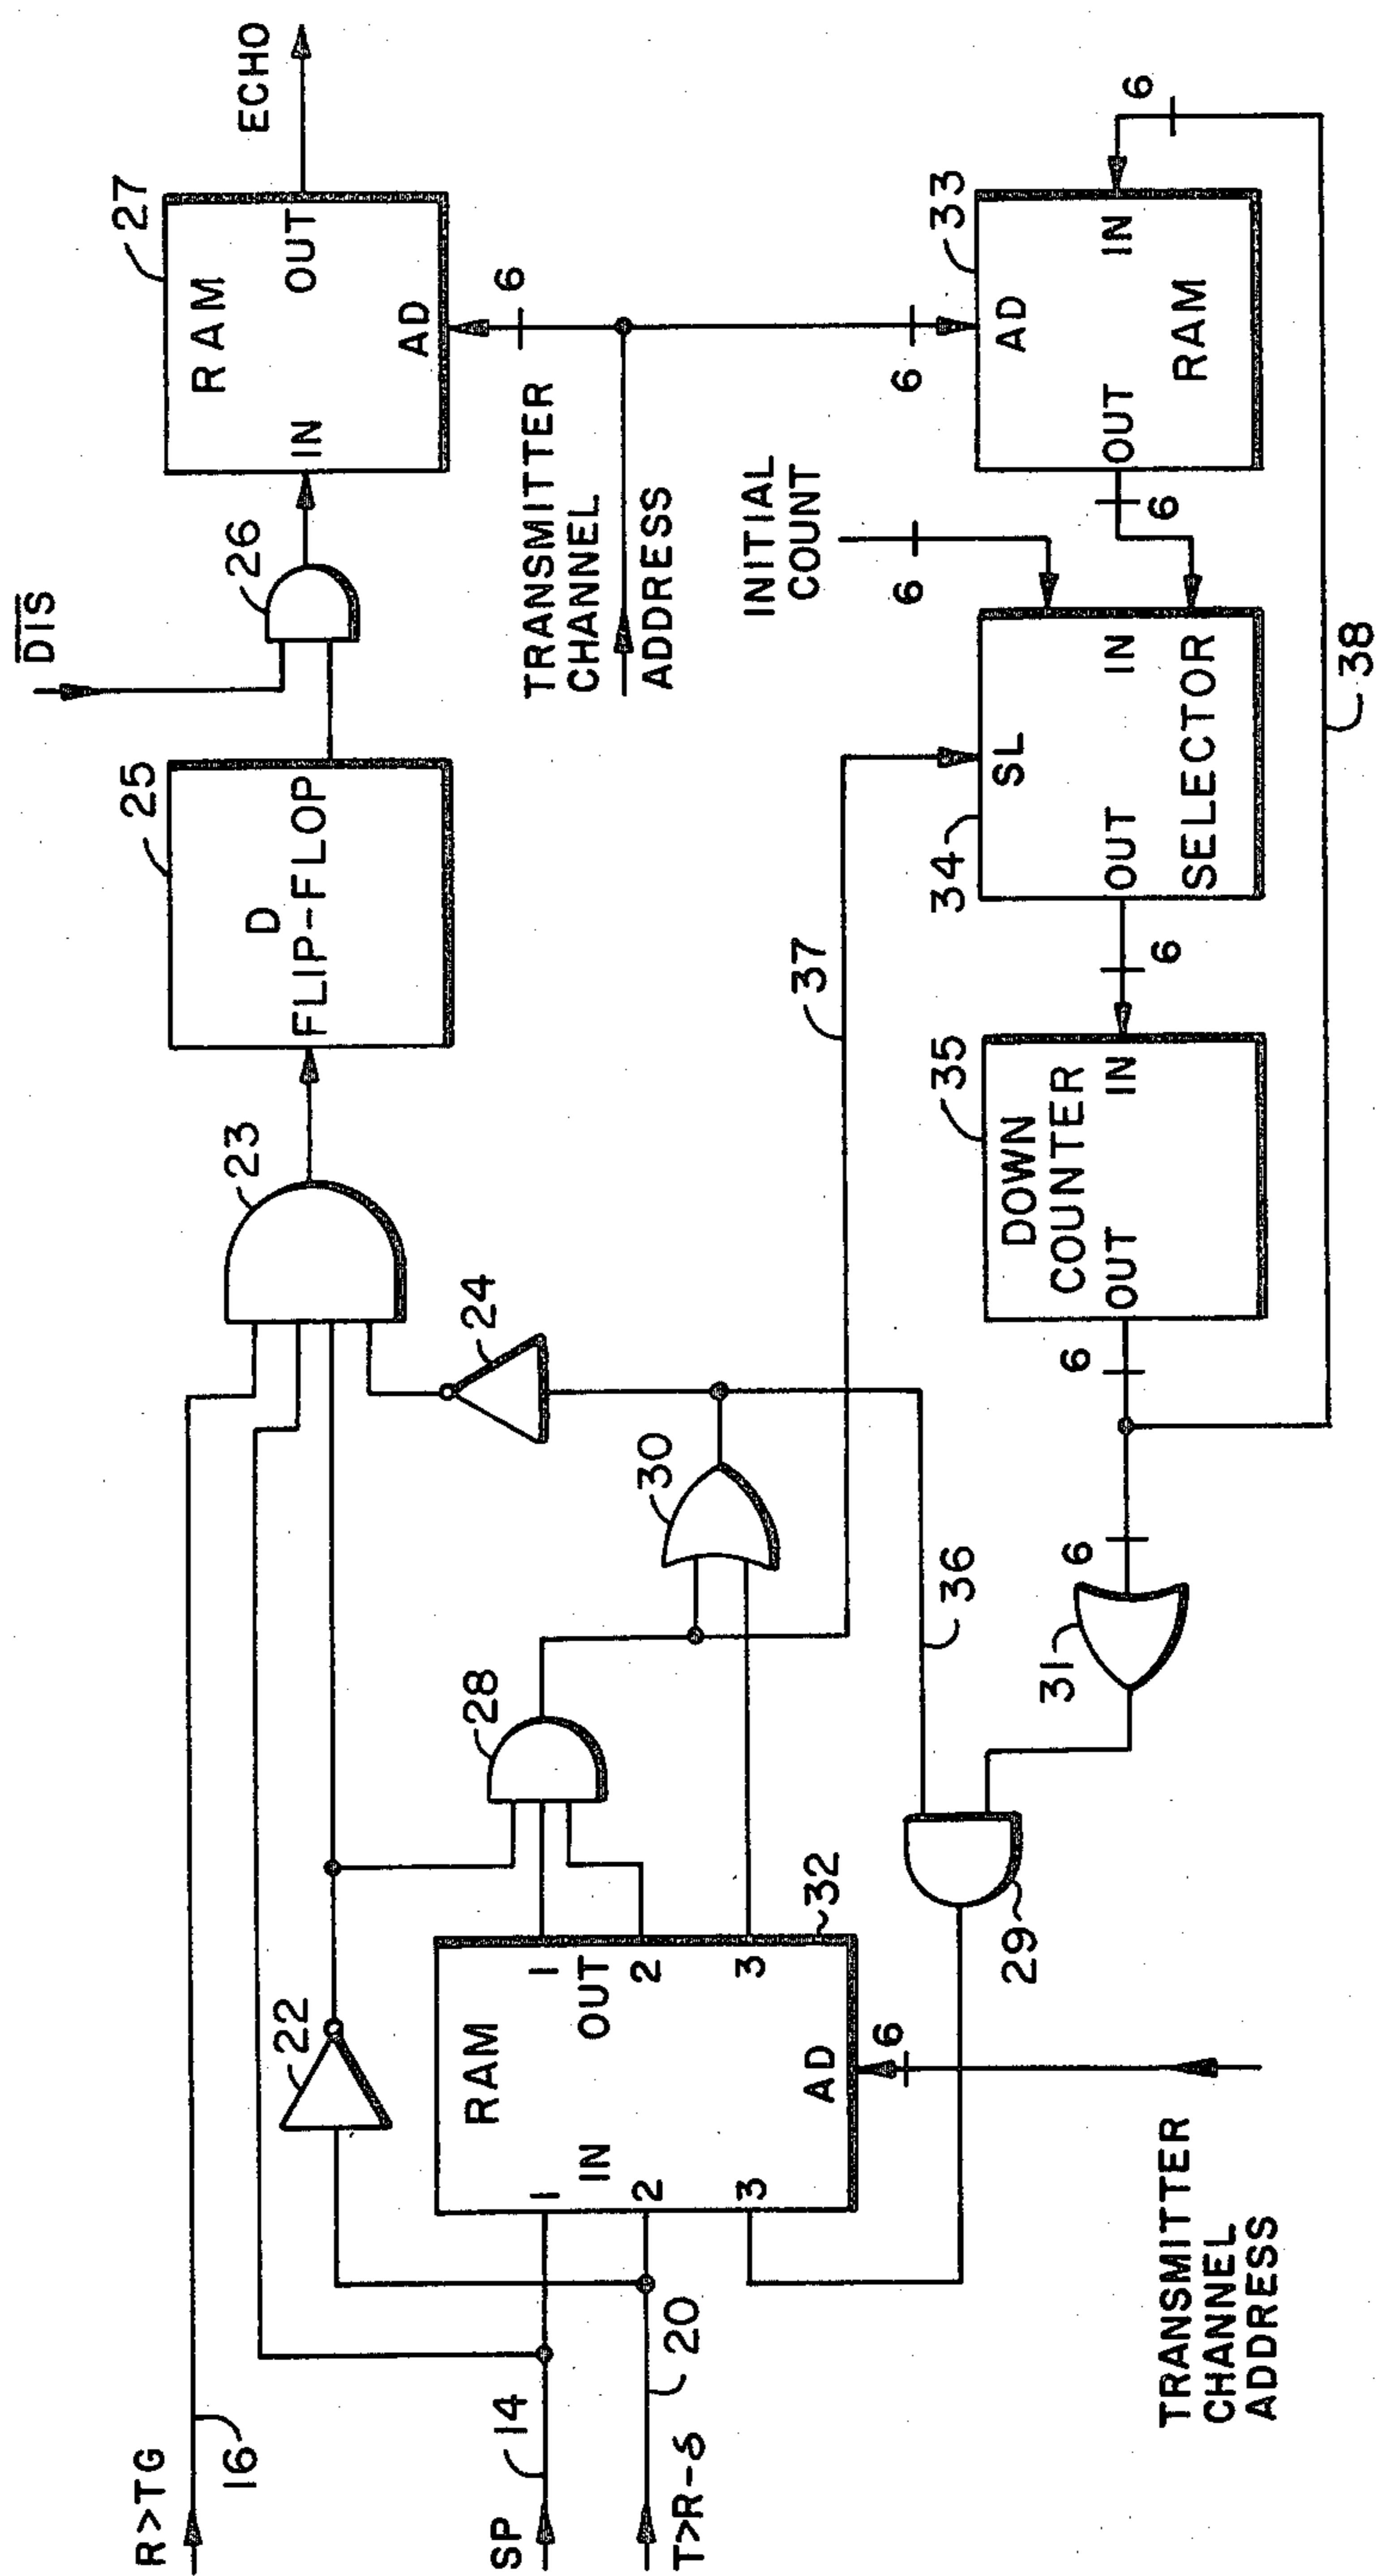 R>TG
16
SP
14
T>R-δ
20
22
RAM
IN
OUT
1
2
3
1
2
3
AD
32
6
TRANSMITTER
CHANNEL
ADDRESS
28
29
30
31
36
37
24
23
25
D
FLIP-FLOP
DIS
26
27
RAM
IN
OUT
AD
ECHO
6
TRANSMITTER
CHANNEL
ADDRESS
6
33
AD
OUT
IN
RAM
6
6
INITIAL
COUNT
6
34
SL
OUT
IN
SELECTOR
6
35
DOWN
COUNTER
OUT
IN
6
6
38